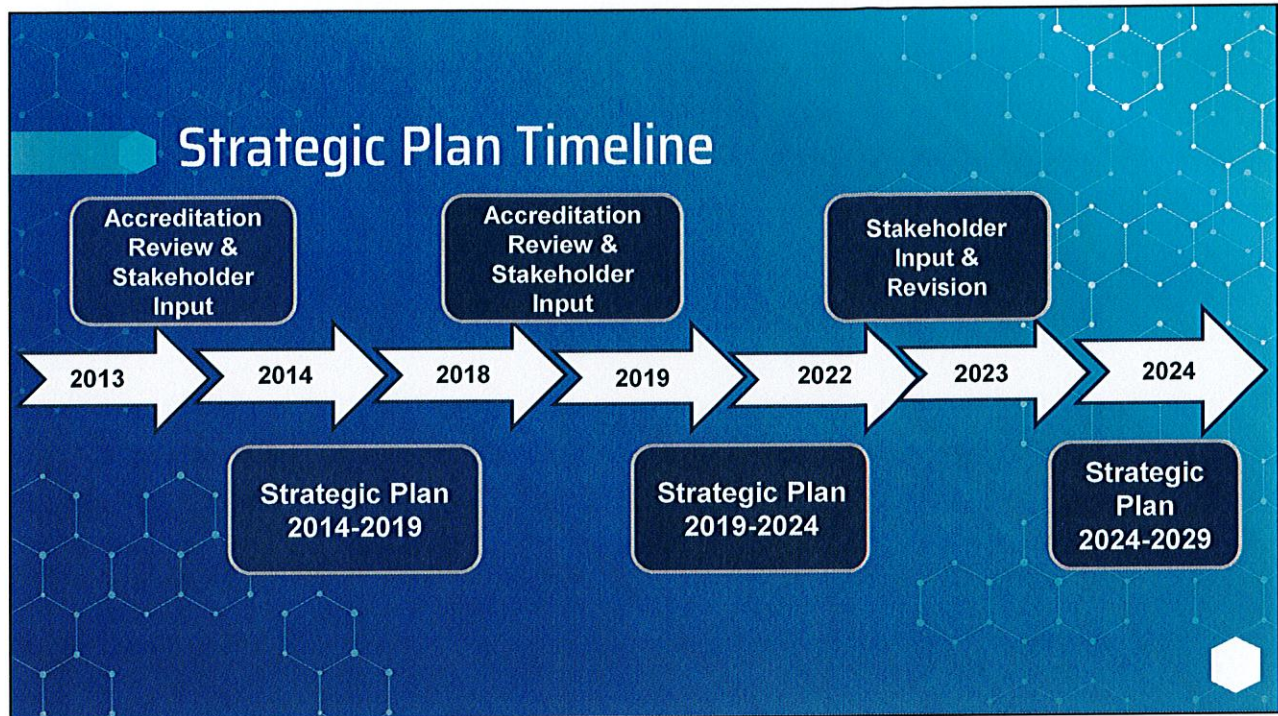 Strategic Plan Timeline
Accreditation
Review &
Stakeholder
Input
Accreditation
Review &
Stakeholder
Input
Stakeholder
Input &
Revision
2013
2014
2018
2019
2022
2023
2024
Strategic Plan
2014-2019
Strategic Plan
2019-2024
Strategic
Plan
2024-2029